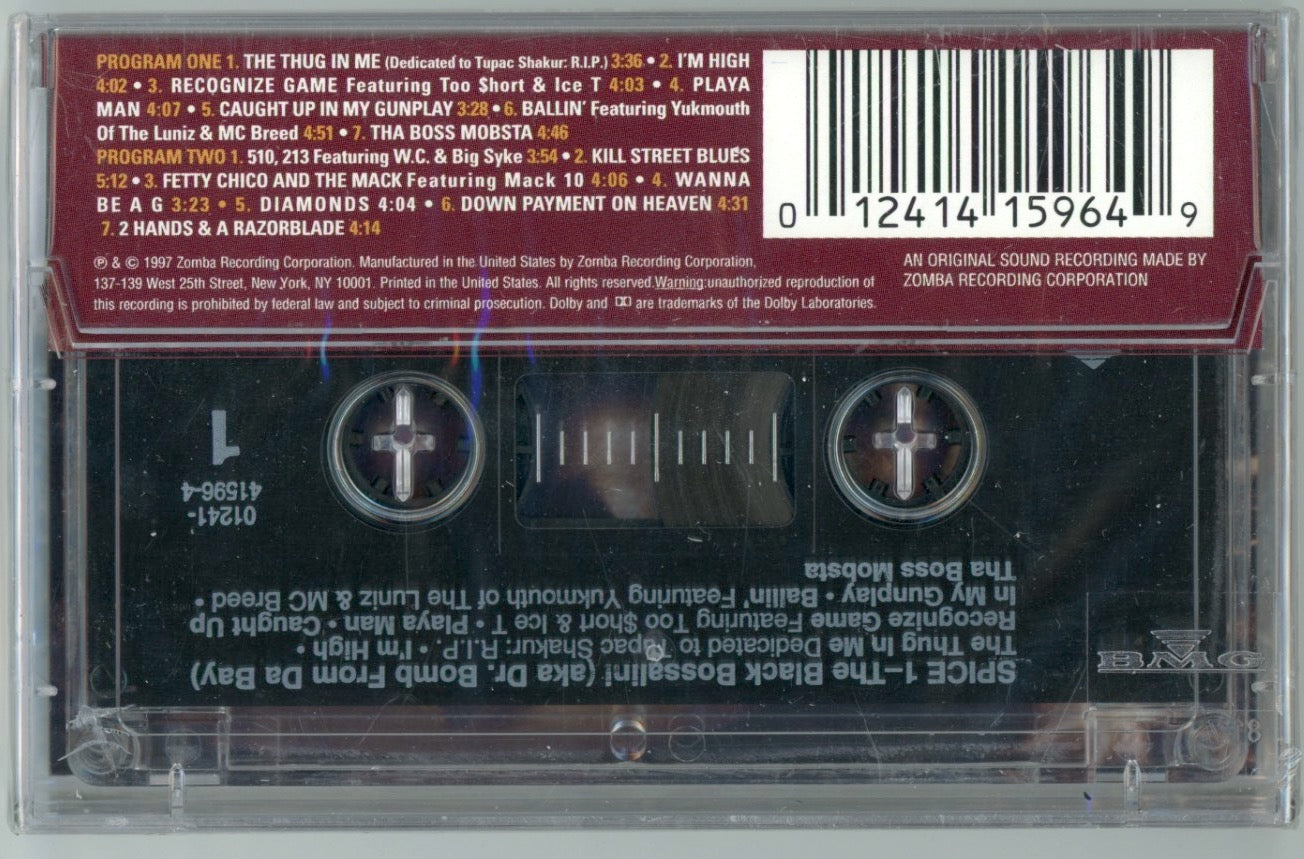 PROGRAM ONE 1. THE THUG IN ME (Dedicated to Tupac Shakur: R.I.P.) 3:36 • 2. I'M HIGH
4:02 • 3. RECOGNIZE GAME Featuring Too $hort & Ice T 4:03 • 4. PLAYA
MAN 4:07 • 5. CAUGHT UP IN MY GUNPLAY 3:28 • 6. BALLIN' Featuring Yukmouth
Of The Luniz & MC Breed 4:51 • 7. THA BOSS MOBSTA 4:46
PROGRAM TWO 1. 510, 213 Featuring W.C. & Big Syke 3:54 • 2. KILL STREET BLUES
5:12 • 3. FETTY CHICO AND THE MACK Featuring Mack 10 4:06 • 4. WANNA
BE A G 3:23 • 5. DIAMONDS 4:04 • 6. DOWN PAYMENT ON HEAVEN 4:31
7. 2 HANDS & A RAZORBLADE 4:14
℗ & © 1997 Zomba Recording Corporation. Manufactured in the United States by Zomba Recording Corporation,
137-139 West 25th Street, New York, NY 10001. Printed in the United States. All rights reserved. Warning: unauthorized reproduction of
this recording is prohibited by federal law and subject to criminal prosecution. Dolby and are trademarks of the Dolby Laboratories.
0 12414 15964 9
AN ORIGINAL SOUND RECORDING MADE BY
ZOMBA RECORDING CORPORATION
SPICE 1–The Black Bossalini (aka Dr. Bomb From Da Bay)
The Thug In Me Dedicated to Tupac Shakur: R.I.P. • I'm High •
Recognize Game Featuring Too $hort & Ice T • Playa Man • Caught Up
In My Gunplay • Ballin' Featuring Yukmouth of The Luniz & MC Breed •
Tha Boss Mobsta
01241-
41596-4
1
BMG
8